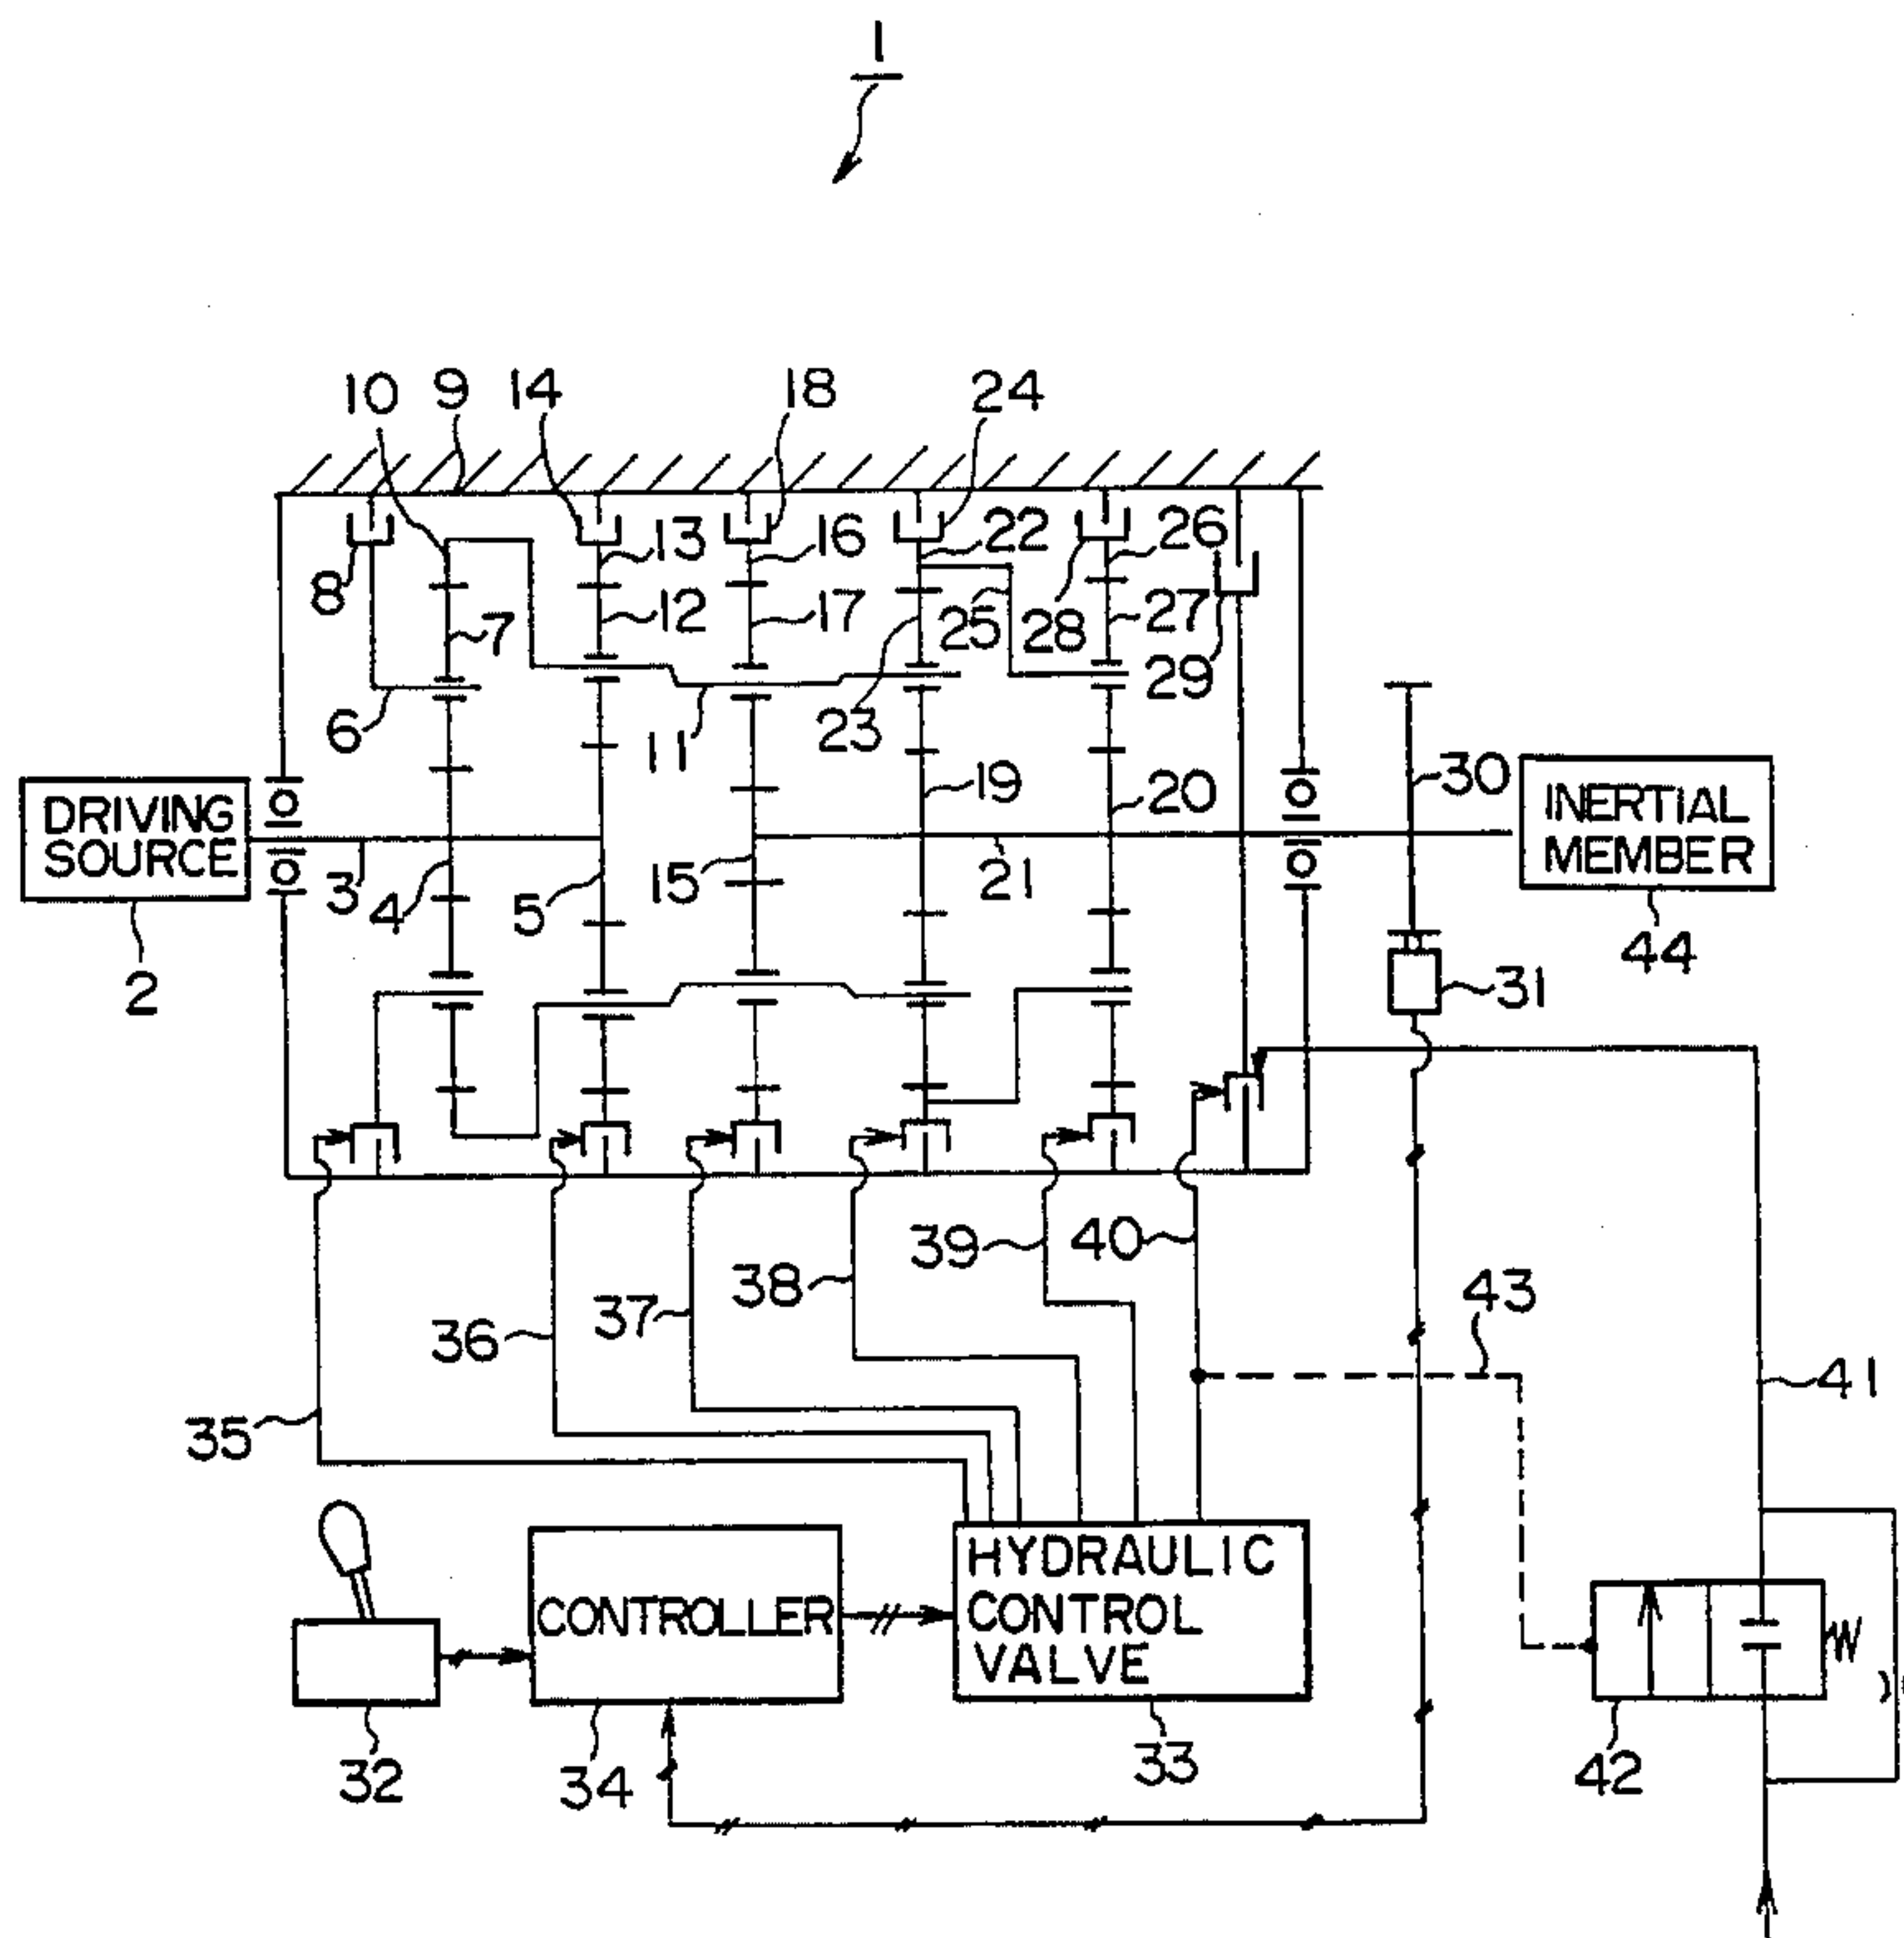 1
10 9 14 18 24
13 16 22 26
8 7 12 17 25 28 27
29
6 11 23
30
19 20
DRIVING
SOURCE
INERTIAL
MEMBER
3 4 5 15 21
2 31 44
39 40
38 43
37
36
41
35
HYDRAULIC
CONTROL
VALVE
CONTROLLER
32 34 33 42